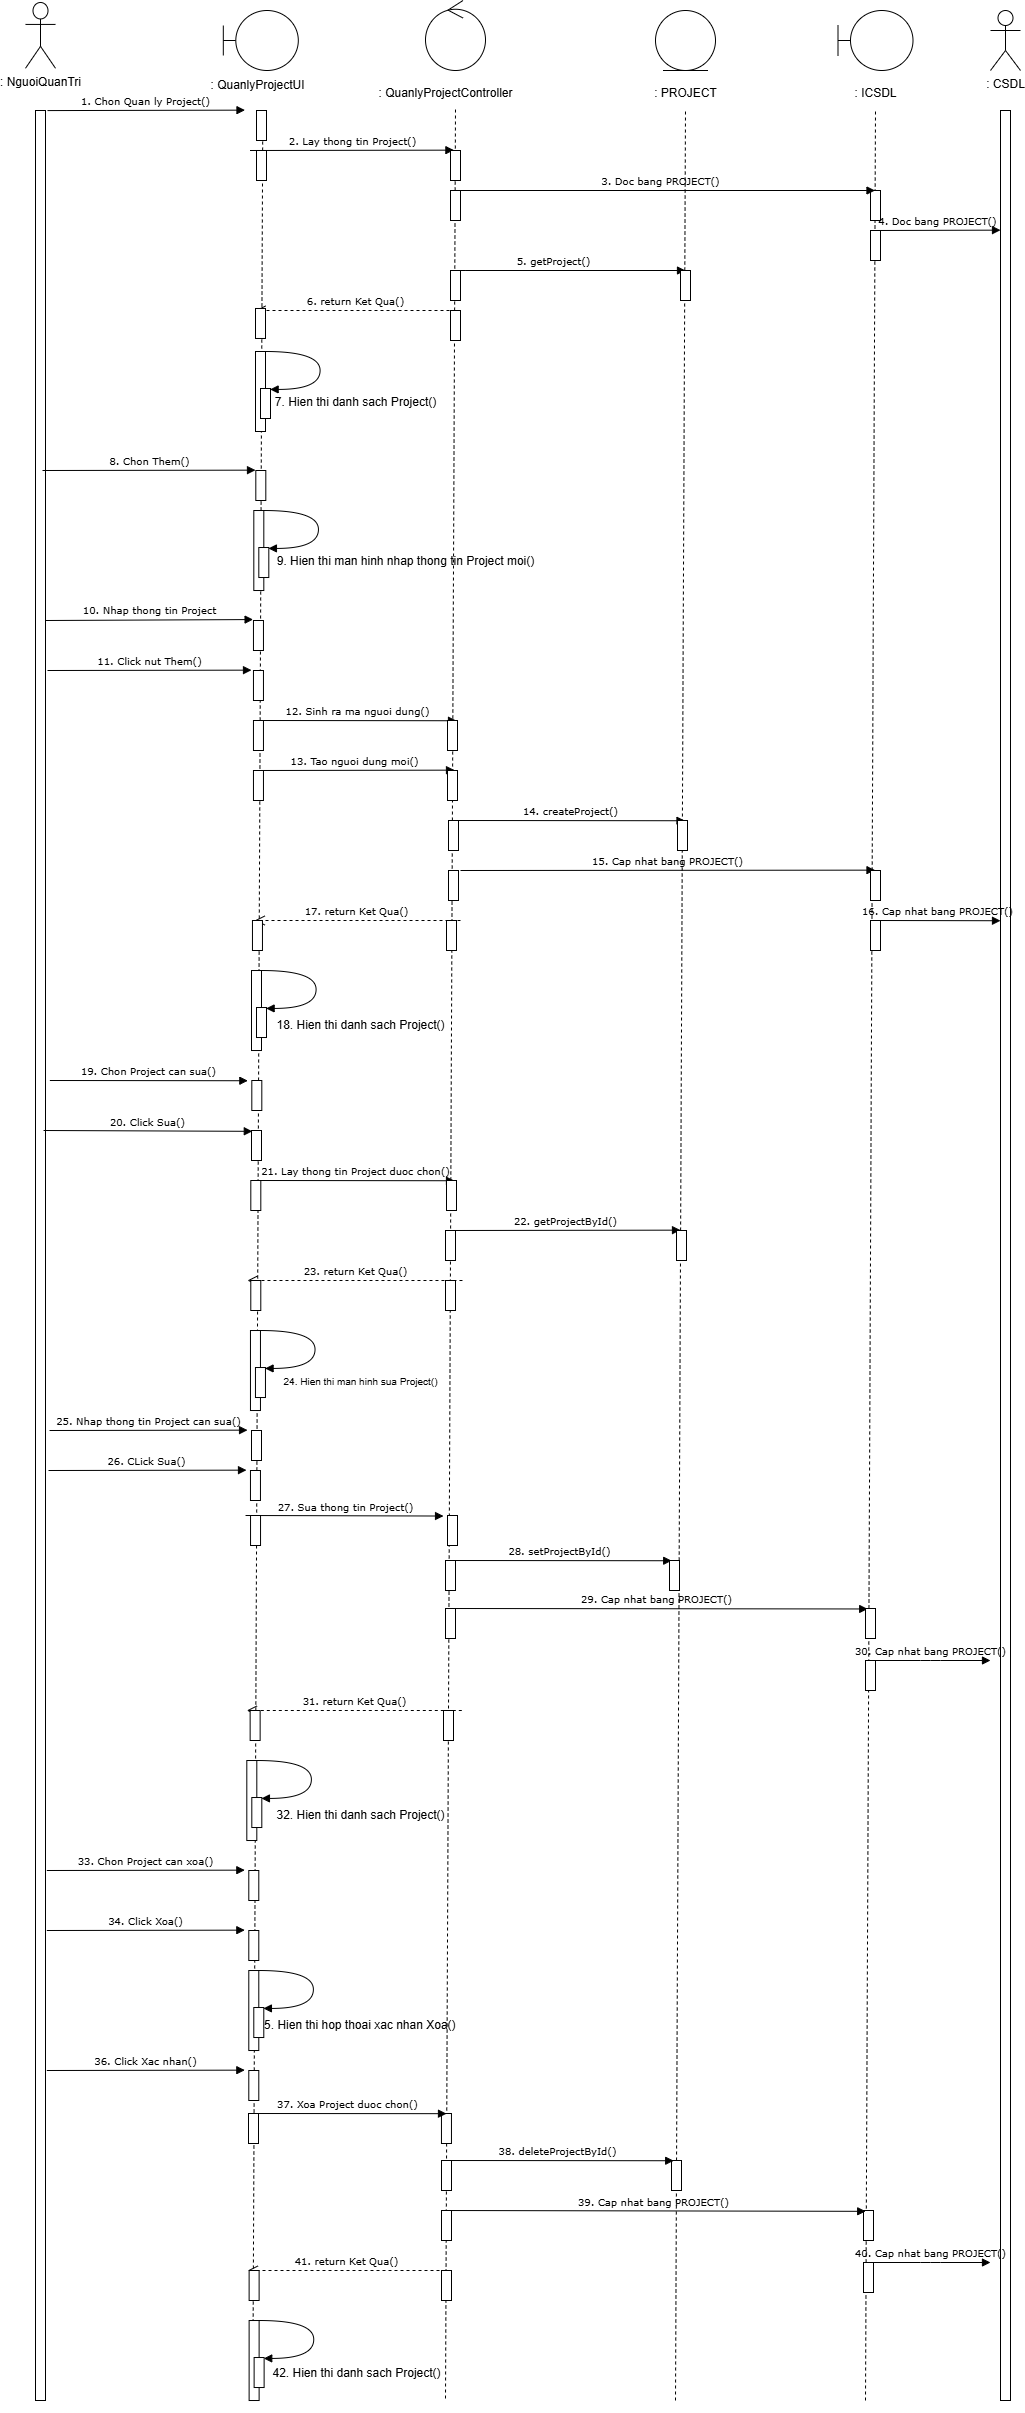 : NguoiQuanTri
: QuanlyProjectUI
: QuanlyProjectController
: PROJECT
: ICSDL
: CSDL
1. Chon Quan ly Project()
2. Lay thong tin Project()
3. Doc bang PROJECT()
4. Doc bang PROJECT()
5. getProject()
6. return Ket Qua()
7. Hien thi danh sach Project()
8. Chon Them()
9. Hien thi man hinh nhap thong tin Project moi()
10. Nhap thong tin Project
11. Click nut Them()
12. Sinh ra ma nguoi dung()
13. Tao nguoi dung moi()
14. createProject()
15. Cap nhat bang PROJECT()
17. return Ket Qua()
16. Cap nhat bang PROJECT()
18. Hien thi danh sach Project()
19. Chon Project can sua()
20. Click Sua()
21. Lay thong tin Project duoc chon()
22. getProjectById()
23. return Ket Qua()
24. Hien thi man hinh sua Project()
25. Nhap thong tin Project can sua()
26. CLick Sua()
27. Sua thong tin Project()
28. setProjectById()
29. Cap nhat bang PROJECT()
30. Cap nhat bang PROJECT()
31. return Ket Qua()
32. Hien thi danh sach Project()
33. Chon Project can xoa()
34. Click Xoa()
5. Hien thi hop thoai xac nhan Xoa()
36. Click Xac nhan()
37. Xoa Project duoc chon()
38. deleteProjectById()
39. Cap nhat bang PROJECT()
40. Cap nhat bang PROJECT()
41. return Ket Qua()
42. Hien thi danh sach Project()